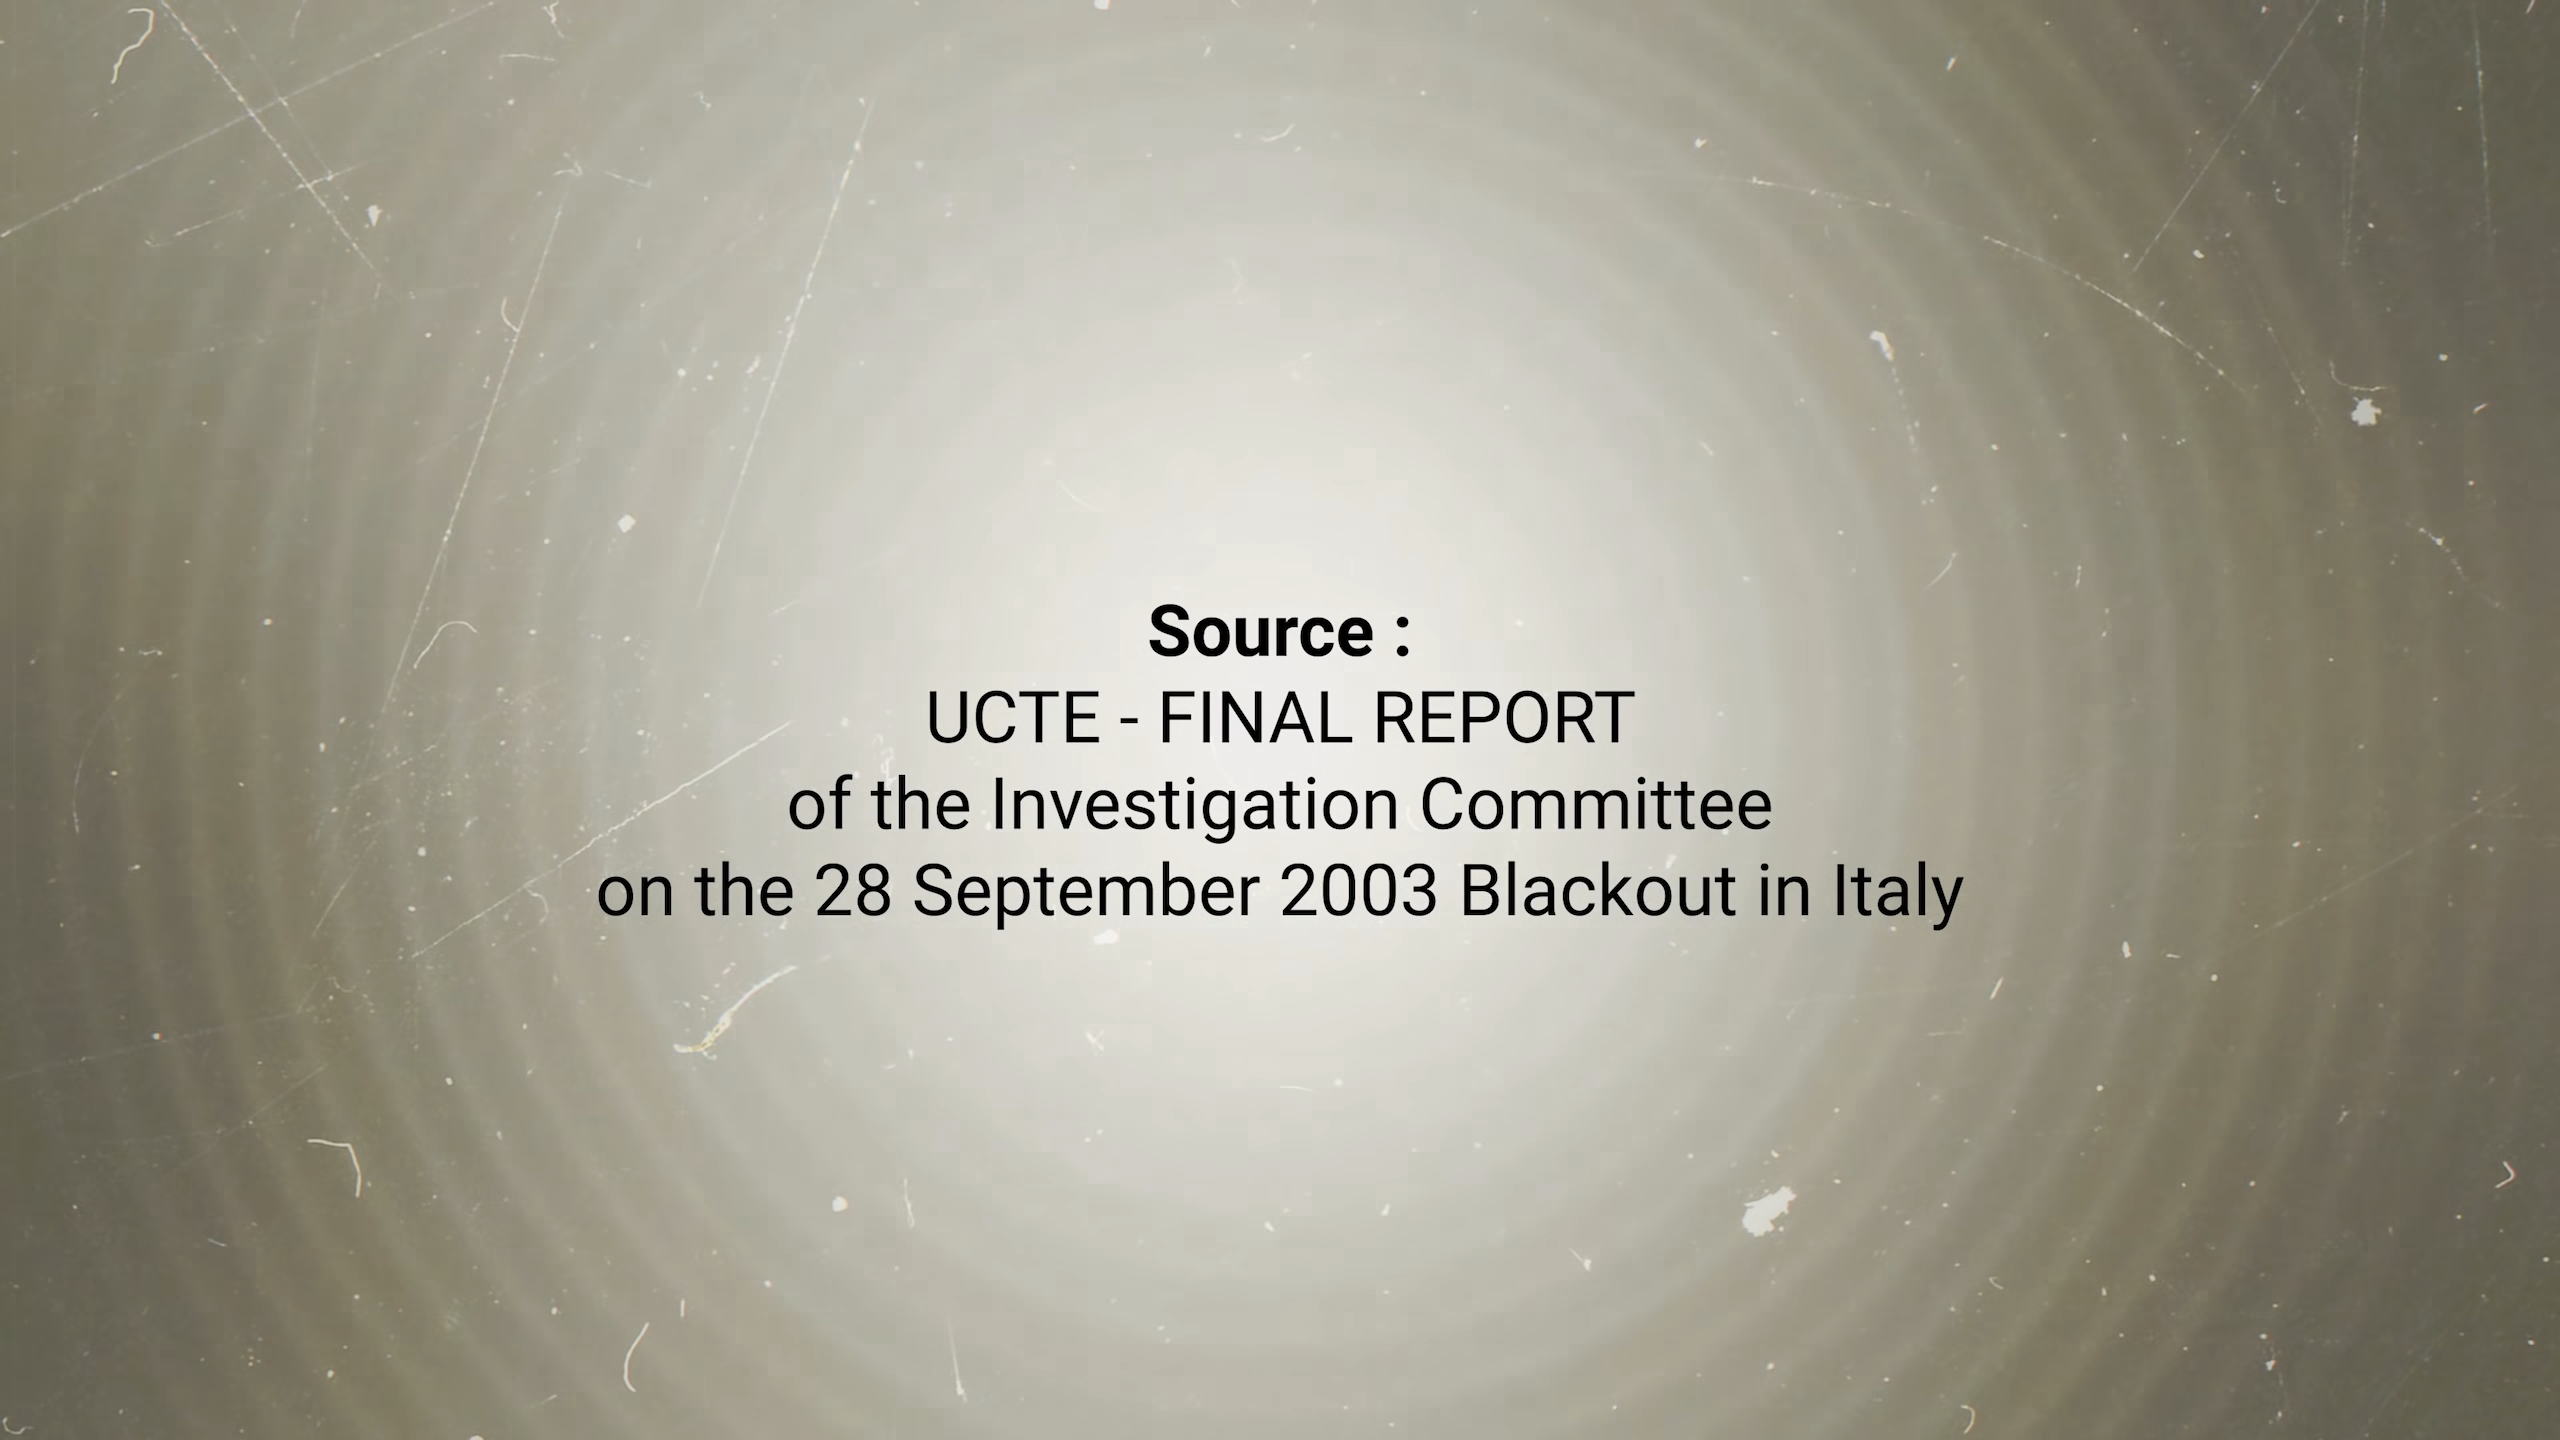 Source :
UCTE - FINAL REPORT
of the Investigation Committee
on the 28 September 2003 Blackout in Italy